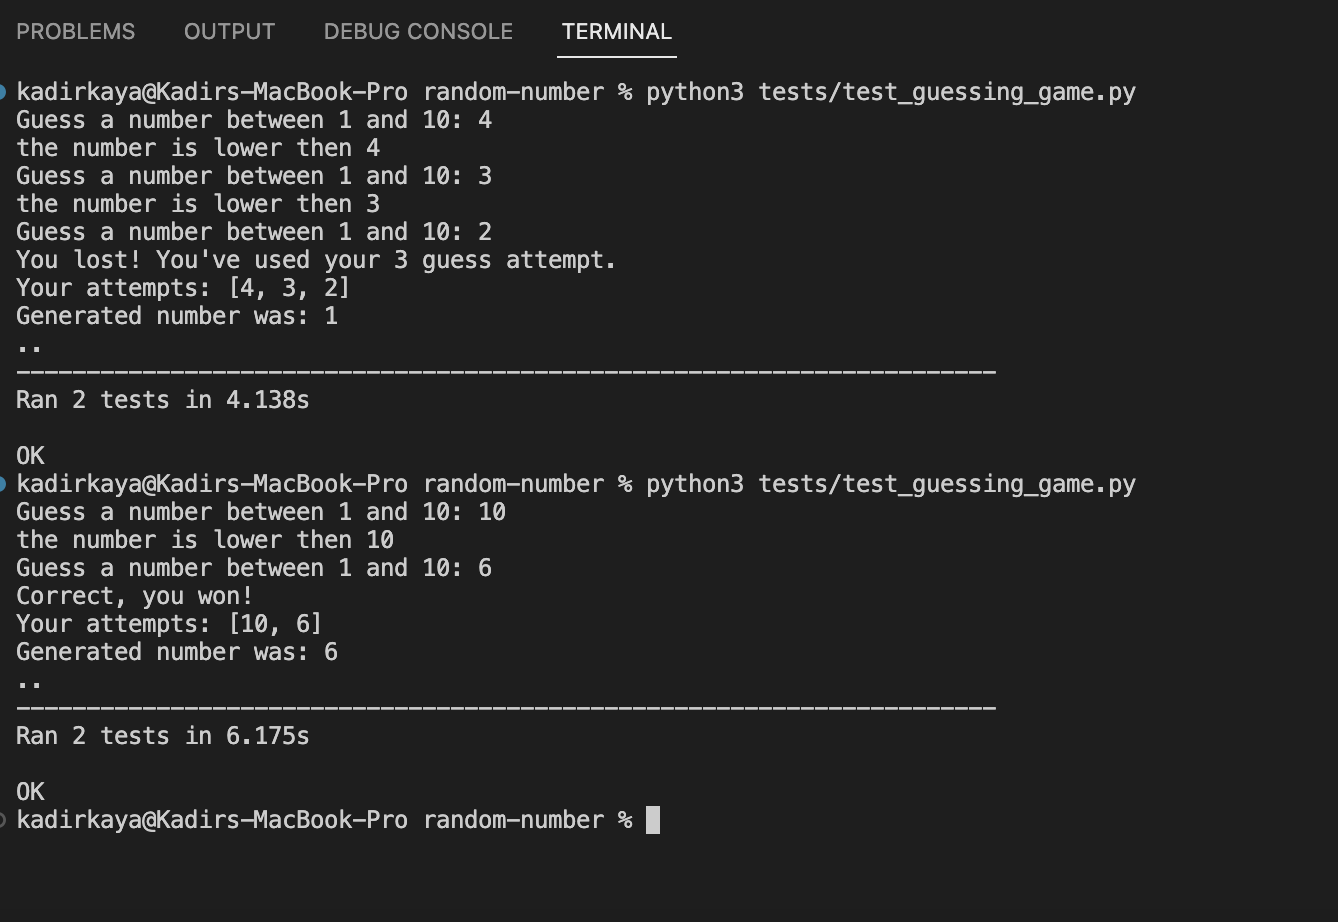 PROBLEMS OUTPUT DEBUG CONSOLE TERMINAL
kadirkaya@Kadirs-MacBook-Pro random-number % python3 tests/test_guessing_game.py
Guess a number between 1 and 10: 4
the number is lower then 4
Guess a number between 1 and 10: 3
the number is lower then 3
Guess a number between 1 and 10: 2
You lost! You've used your 3 guess attempt.
Your attempts: [4, 3, 2]
Generated number was: 1
..
----------------------------------------------------------------------
Ran 2 tests in 4.138s
OK
kadirkaya@Kadirs-MacBook-Pro random-number % python3 tests/test_guessing_game.py
Guess a number between 1 and 10: 10
the number is lower then 10
Guess a number between 1 and 10: 6
Correct, you won!
Your attempts: [10, 6]
Generated number was: 6
..
----------------------------------------------------------------------
Ran 2 tests in 6.175s
OK
kadirkaya@Kadirs-MacBook-Pro random-number %